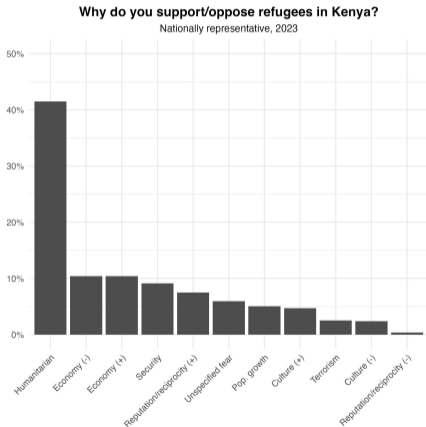 Why do you support/oppose refugees in Kenya?
Nationally representative, 2023
50%
40%
30%
20%
10%
0%
Humanitarian
Economy (-)
Economy (+)
Security
Reputation/reciprocity (+)
Unspecified fear
Pop. growth
Culture (+)
Terrorism
Culture (-)
Reputation/reciprocity (-)